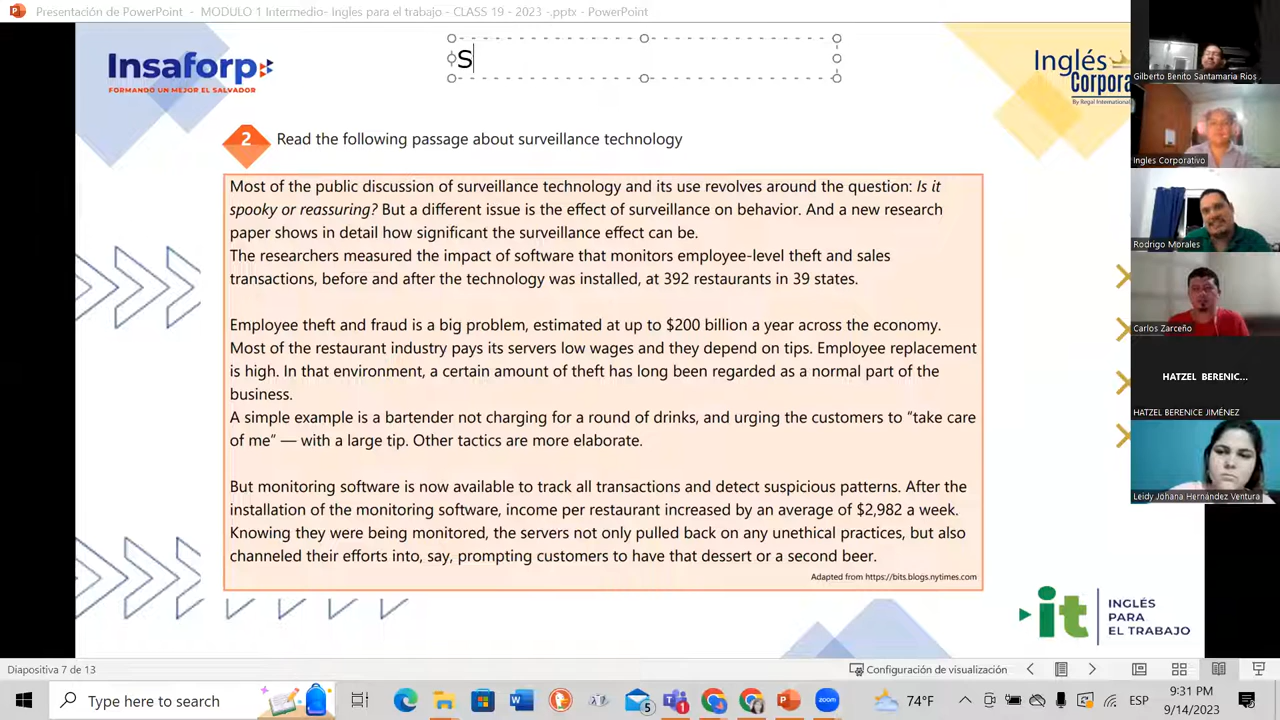 Presentación de PowerPoint - MODULO 1 Intermedio- Ingles para el trabajo - CLASS 19 - 2023 -.pptx - PowerPoint
S
Insaforp
FORMANDO UN MEJOR EL SALVADOR
Inglés
Corpora
By Regal International
2
Read the following passage about surveillance technology
Most of the public discussion of surveillance technology and its use revolves around the question: Is it
spooky or reassuring? But a different issue is the effect of surveillance on behavior. And a new research
paper shows in detail how significant the surveillance effect can be.
The researchers measured the impact of software that monitors employee-level theft and sales
transactions, before and after the technology was installed, at 392 restaurants in 39 states.
Employee theft and fraud is a big problem, estimated at up to $200 billion a year across the economy.
Most of the restaurant industry pays its servers low wages and they depend on tips. Employee replacement
is high. In that environment, a certain amount of theft has long been regarded as a normal part of the
business.
A simple example is a bartender not charging for a round of drinks, and urging the customers to “take care
of me” — with a large tip. Other tactics are more elaborate.
But monitoring software is now available to track all transactions and detect suspicious patterns. After the
installation of the monitoring software, income per restaurant increased by an average of $2,982 a week.
Knowing they were being monitored, the servers not only pulled back on any unethical practices, but also
channeled their efforts into, say, prompting customers to have that dessert or a second beer.
Adapted from https://bits.blogs.nytimes.com
it
INGLÉS
PARA
EL TRABAJO
Gilberto Benito Santamaria Rios
Ingles Corporativo
Rodrigo Morales
Carlos Zarceño
HATZEL BERENIC...
HATZEL BERENICE JIMÉNEZ
Leidy Johana Hernández Ventura
Diapositiva 7 de 13
Configuración de visualización
Type here to search
5
1
zoom
74°F
ESP
9:31 PM
9/14/2023